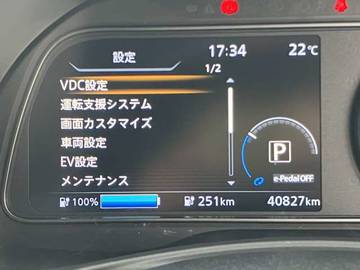 設定
17:34
22℃
1/2
VDC設定
運転支援システム
画面カスタマイズ
車両設定
EV設定
メンテナンス
P
e-Pedal OFF
100%
251km
40827km